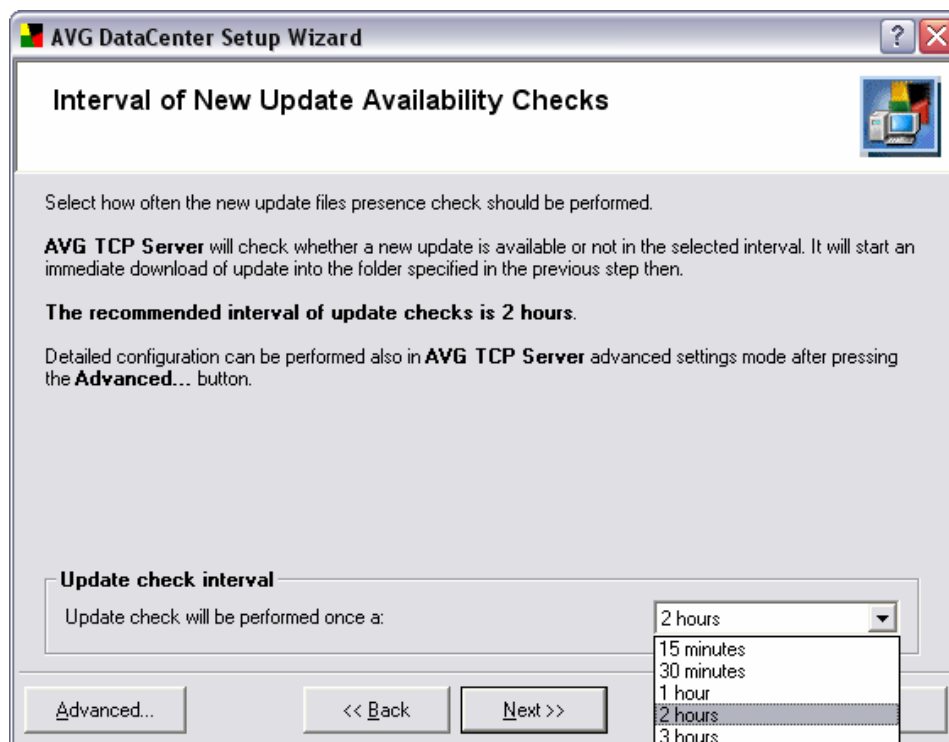 AVG DataCenter Setup Wizard
Interval of New Update Availability Checks
Select how often the new update files presence check should be performed.
AVG TCP Server will check whether a new update is available or not in the selected interval. It will start an
immediate download of update into the folder specified in the previous step then.
The recommended interval of update checks is 2 hours.
Detailed configuration can be performed also in AVG TCP Server advanced settings mode after pressing
the Advanced... button.
Update check interval
Update check will be performed once a:
2 hours
15 minutes
30 minutes
1 hour
2 hours
3 hours
Advanced...
<< Back
Next >>